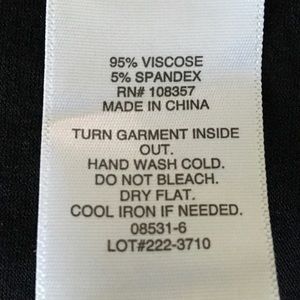 95% VISCOSE
5% SPANDEX
RN# 108357
MADE IN CHINA
TURN GARMENT INSIDE
OUT.
HAND WASH COLD.
DO NOT BLEACH.
DRY FLAT.
COOL IRON IF NEEDED.
08531-6
LOT#222-3710